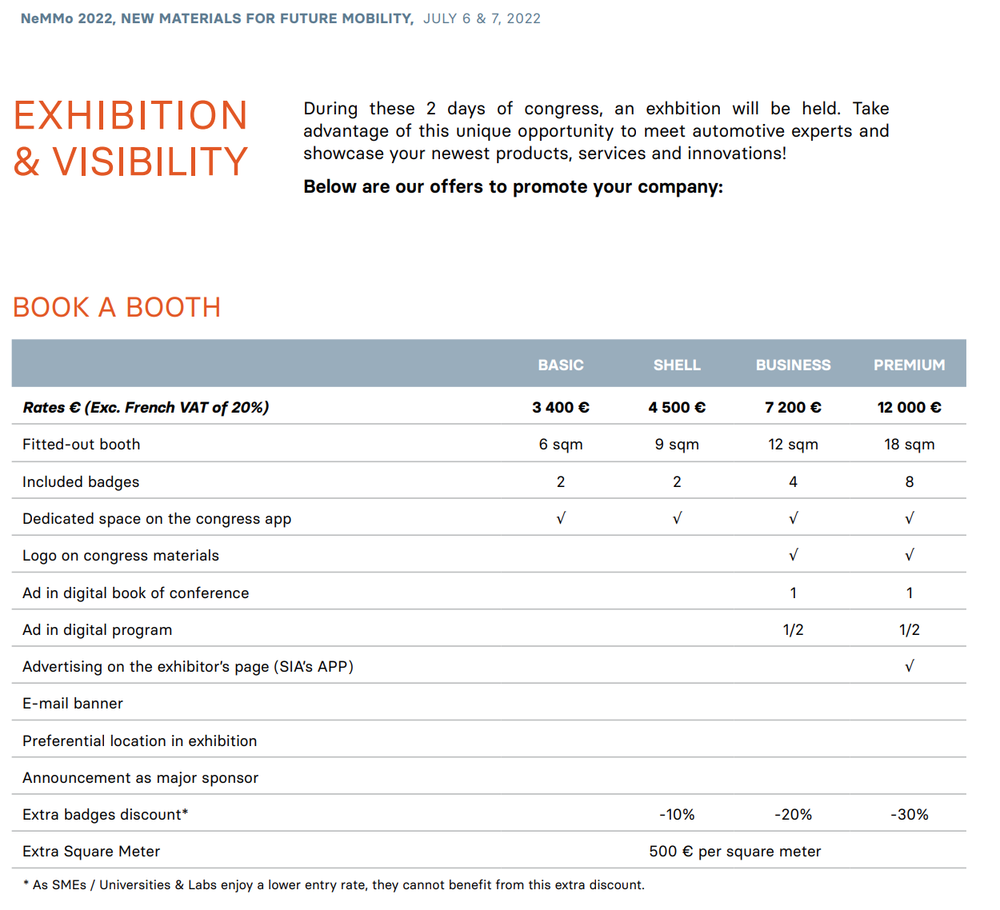 NeMMo 2022, NEW MATERIALS FOR FUTURE MOBILITY, JULY 6 & 7, 2022
EXHIBITION
& VISIBILITY
During these 2 days of congress, an exhbition will be held. Take
advantage of this unique opportunity to meet automotive experts and
showcase your newest products, services and innovations!
Below are our offers to promote your company:
BOOK A BOOTH
BASIC SHELL BUSINESS PREMIUM
Rates € (Exc. French VAT of 20%) 3 400 € 4 500 € 7 200 € 12 000 €
Fitted-out booth 6 sqm 9 sqm 12 sqm 18 sqm
Included badges 2 2 4 8
Dedicated space on the congress app √ √ √ √
Logo on congress materials √ √
Ad in digital book of conference 1 1
Ad in digital program 1/2 1/2
Advertising on the exhibitor's page (SIA's APP) √
E-mail banner
Preferential location in exhibition
Announcement as major sponsor
Extra badges discount* -10% -20% -30%
Extra Square Meter 500 € per square meter
* As SMEs / Universities & Labs enjoy a lower entry rate, they cannot benefit from this extra discount.